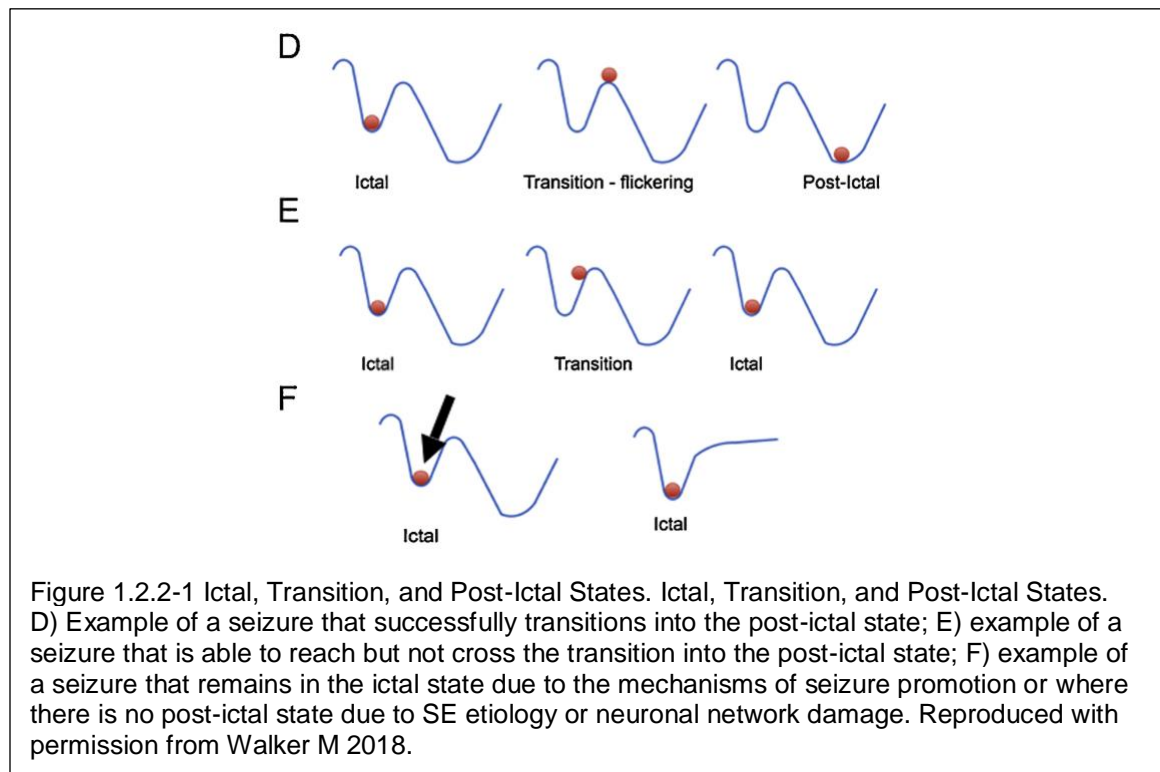 D
Ictal
Transition - flickering
Post-Ictal
E
Ictal
Transition
Ictal
F
Ictal
Ictal
Figure 1.2.2-1 Ictal, Transition, and Post-Ictal States. Ictal, Transition, and Post-Ictal States.
D) Example of a seizure that successfully transitions into the post-ictal state; E) example of a
seizure that is able to reach but not cross the transition into the post-ictal state; F) example of
a seizure that remains in the ictal state due to the mechanisms of seizure promotion or where
there is no post-ictal state due to SE etiology or neuronal network damage. Reproduced with
permission from Walker M 2018.